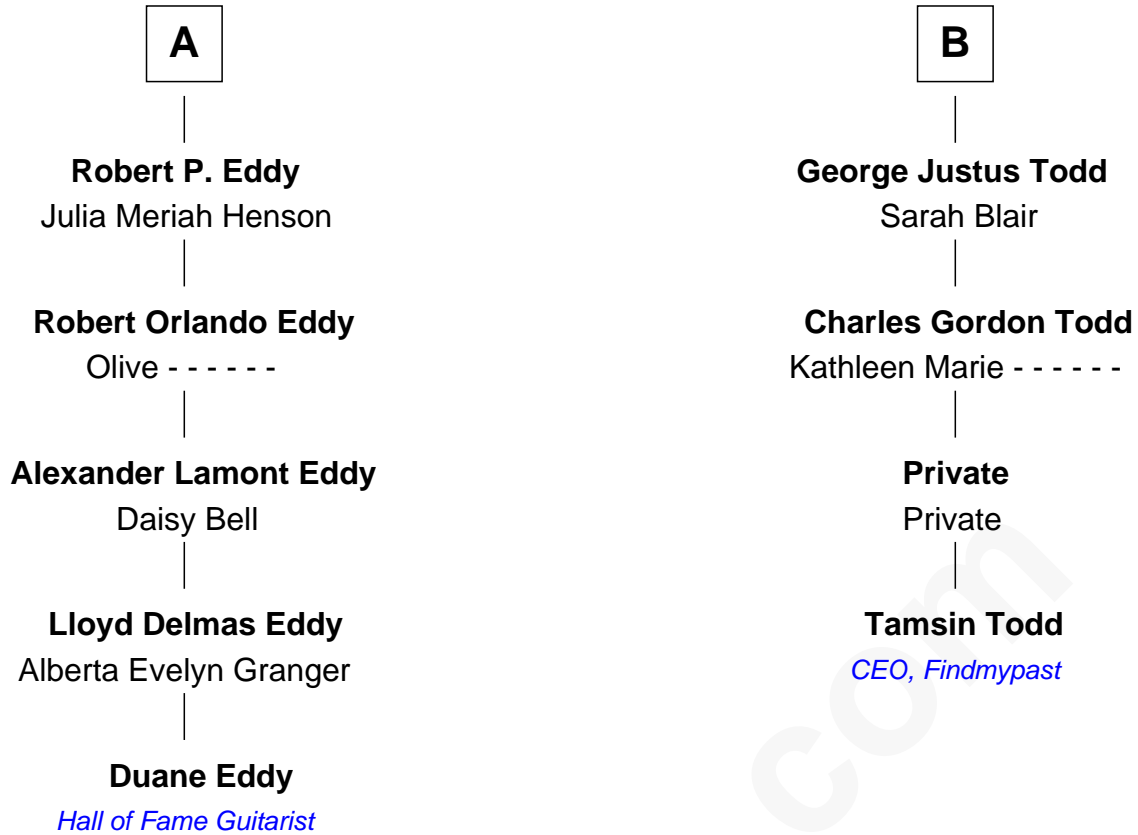 A
Robert P. Eddy
Julia Meriah Henson
Robert Orlando Eddy
Olive - - - - - -
Alexander Lamont Eddy
Daisy Bell
Lloyd Delmas Eddy
Alberta Evelyn Granger
Duane Eddy
Hall of Fame Guitarist
B
George Justus Todd
Sarah Blair
Charles Gordon Todd
Kathleen Marie - - - - - -
Private
Private
Tamsin Todd
CEO, Findmypast
com